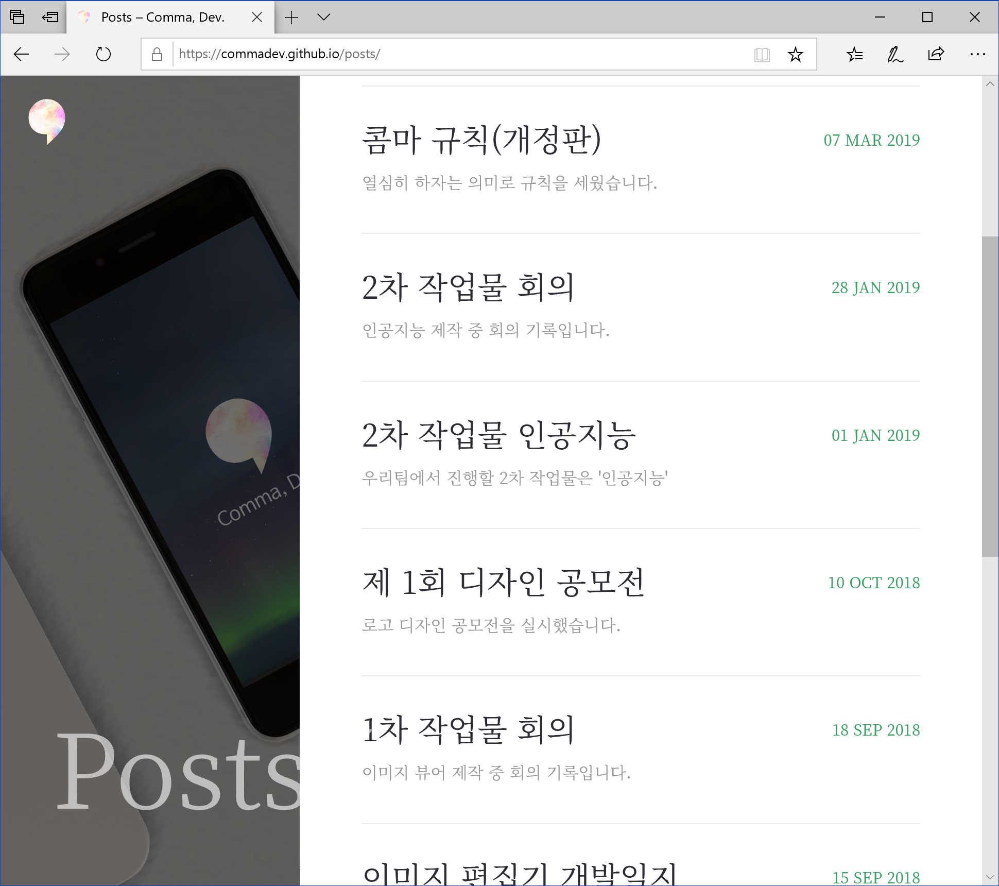 Posts – Comma, Dev.
https://commadev.github.io/posts/
Comma, D
Posts
콤마 규칙(개정판)
07 MAR 2019
열심히 하자는 의미로 규칙을 세웠습니다.
2차 작업물 회의
28 JAN 2019
인공지능 제작 중 회의 기록입니다.
2차 작업물 인공지능
01 JAN 2019
우리팀에서 진행할 2차 작업물은 '인공지능'
제 1회 디자인 공모전
10 OCT 2018
로고 디자인 공모전을 실시했습니다.
1차 작업물 회의
18 SEP 2018
이미지 뷰어 제작 중 회의 기록입니다.
이미지 편집기 개발일지
15 SEP 2018